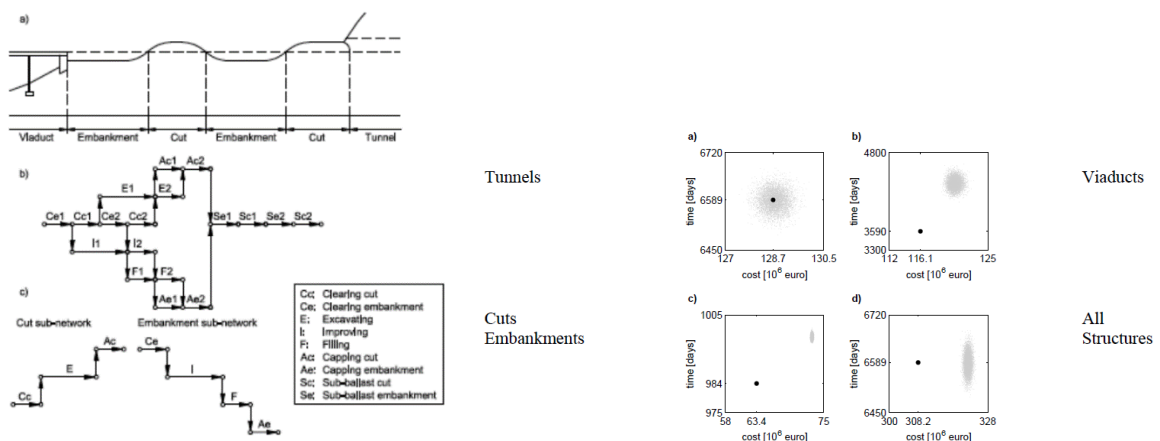 a)
Viaduct Embankment Cut Embankment Cut Tunnel
b)
Ac1 Ac2
E1 E2
Ce1 Cc1 Ce2 Cc2 Se1 Sc1 Se2 Sc2
I1 I2
F1 F2
Ae1 Ae2
c)
Cut sub-network Embankment sub-network
Ac Ce
E I
Cc F
Ae
Cc: Clearing cut
Ce: Clearing embankment
E: Excavating
I: Improving
F: Filling
Ac: Capping cut
Ae: Capping embankment
Sc: Sub-ballast cut
Se: Sub-ballast embankment
Tunnels
Cuts
Embankments
a)
6720
6589
6450
time [days]
127 128.7 130.5
cost [10⁶ euro]
b)
4800
3590
3300
time [days]
112 116.1 125
cost [10⁶ euro]
Viaducts
c)
1005
984
975
time [days]
58 63.4 75
cost [10⁶ euro]
d)
6720
6589
6450
time [days]
300 308.2 328
cost [10⁶ euro]
All
Structures